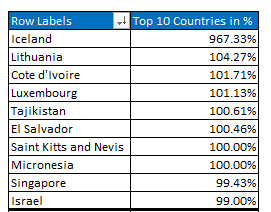 Row Labels Top 10 Countries in %
Iceland 967.33%
Lithuania 104.27%
Cote d'Ivoire 101.71%
Luxembourg 101.13%
Tajikistan 100.61%
El Salvador 100.46%
Saint Kitts and Nevis 100.00%
Micronesia 100.00%
Singapore 99.43%
Israel 99.00%